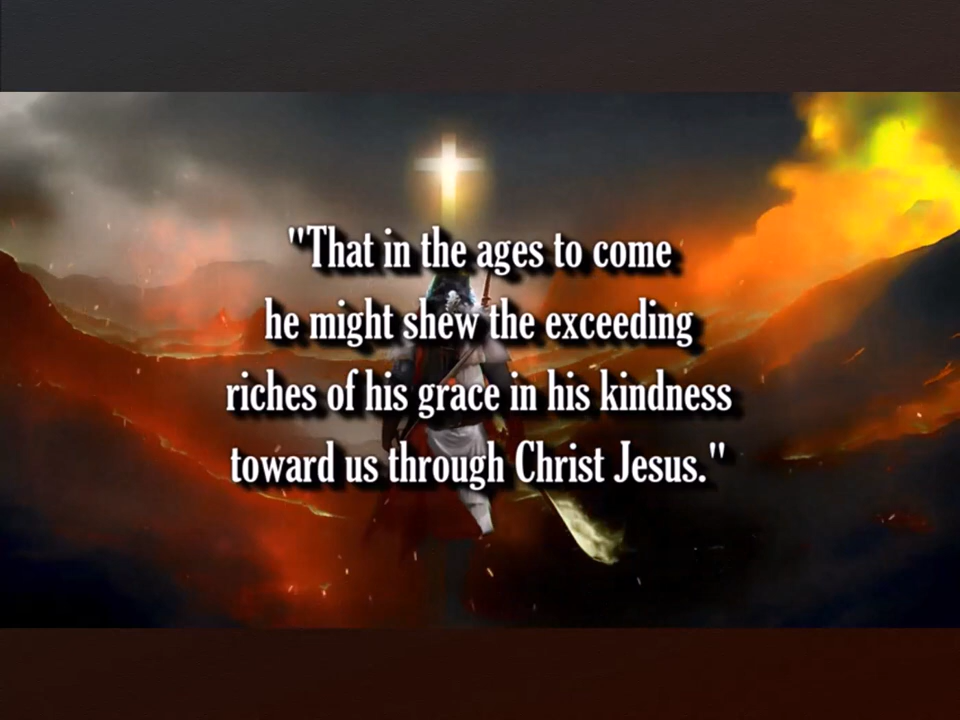 "That in the ages to come
he might shew the exceeding
riches of his grace in his kindness
toward us through Christ Jesus."